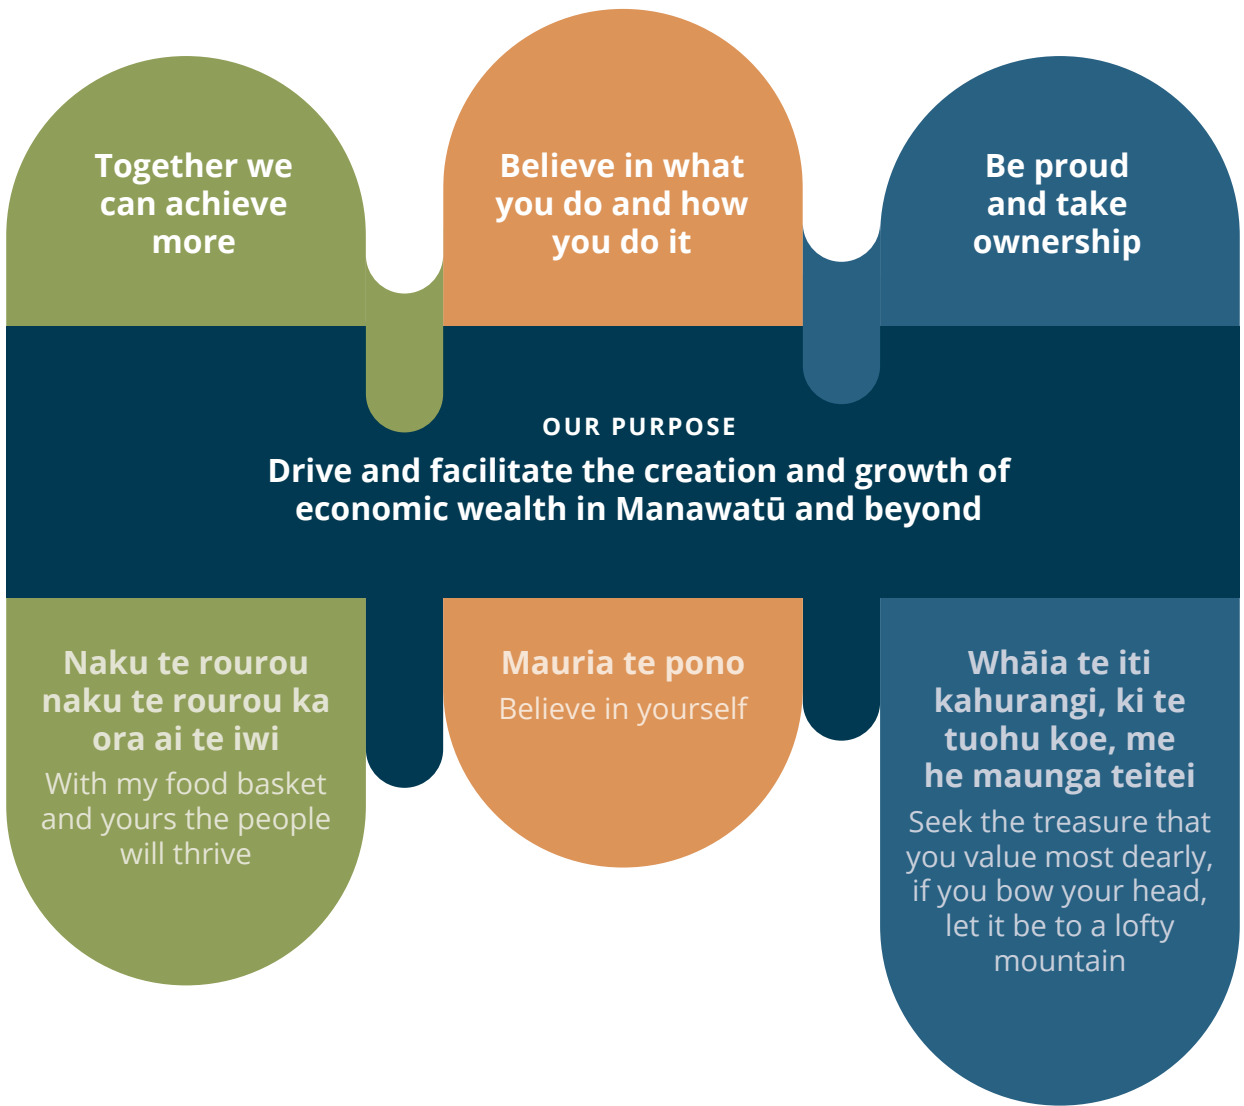 Together we
can achieve
more
Believe in what
you do and how
you do it
Be proud
and take
ownership
OUR PURPOSE
Drive and facilitate the creation and growth of
economic wealth in Manawatū and beyond
Naku te rourou
naku te rourou ka
ora ai te iwi
With my food basket
and yours the people
will thrive
Mauria te pono
Believe in yourself
Whāia te iti
kahurangi, ki te
tuohu koe, me
he maunga teitei
Seek the treasure that
you value most dearly,
if you bow your head,
let it be to a lofty
mountain